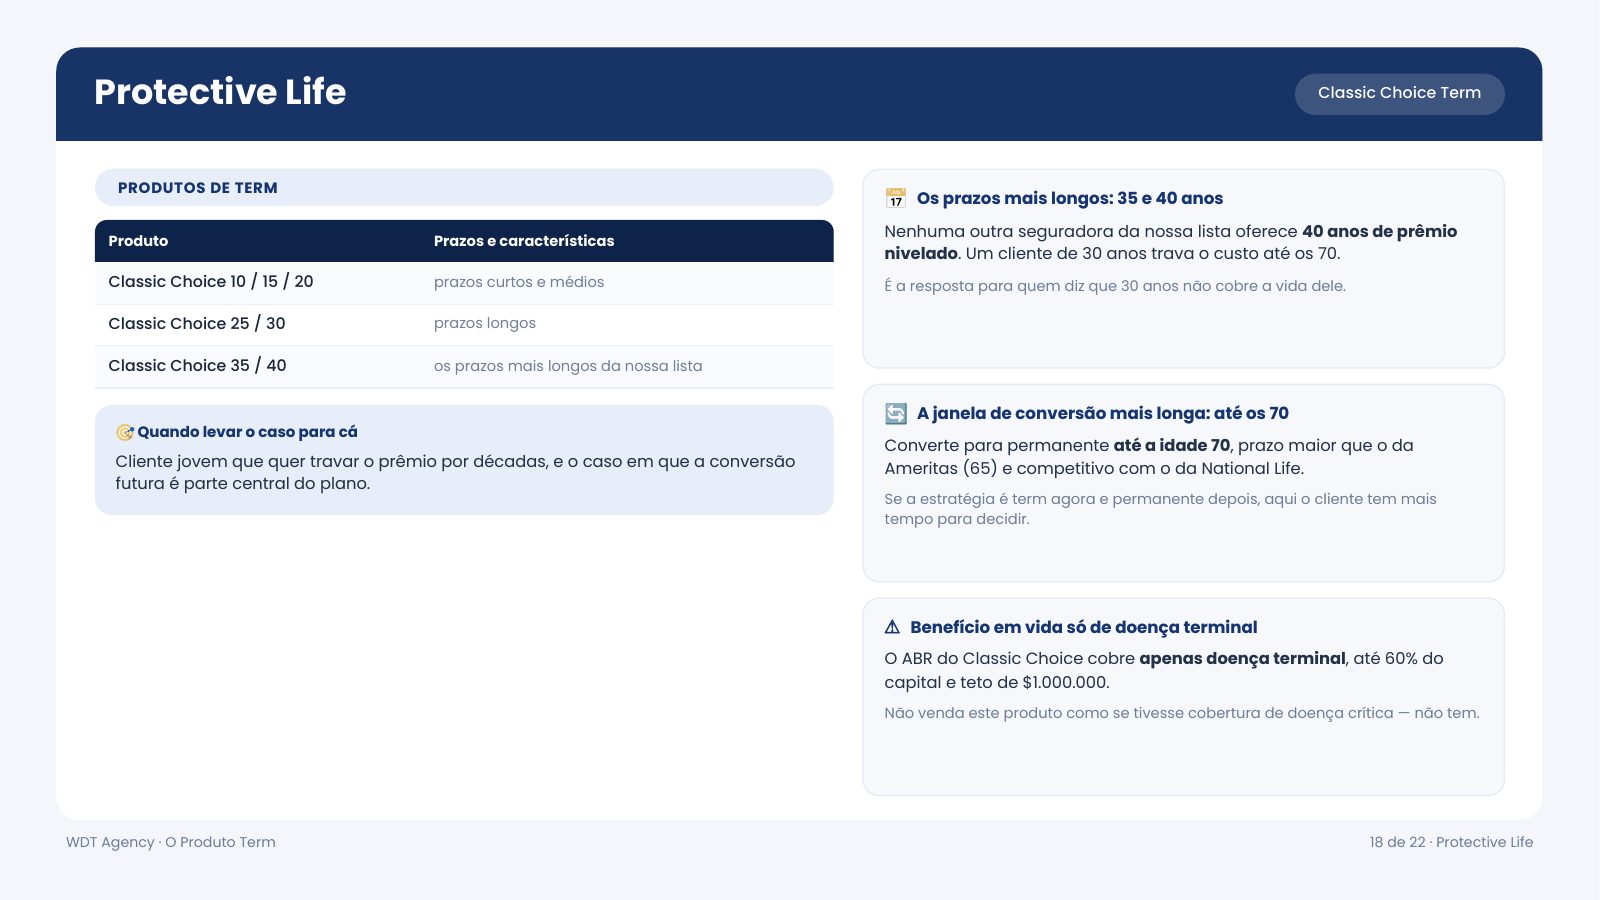 Protective Life
Classic Choice Term
PRODUTOS DE TERM
Produto Prazos e características
Classic Choice 10 / 15 / 20 prazos curtos e médios
Classic Choice 25 / 30 prazos longos
Classic Choice 35 / 40 os prazos mais longos da nossa lista
🎯 Quando levar o caso para cá
Cliente jovem que quer travar o prêmio por décadas, e o caso em que a conversão
futura é parte central do plano.
📅 Os prazos mais longos: 35 e 40 anos
Nenhuma outra seguradora da nossa lista oferece 40 anos de prêmio
nivelado. Um cliente de 30 anos trava o custo até os 70.
É a resposta para quem diz que 30 anos não cobre a vida dele.
🔄 A janela de conversão mais longa: até os 70
Converte para permanente até a idade 70, prazo maior que o da
Ameritas (65) e competitivo com o da National Life.
Se a estratégia é term agora e permanente depois, aqui o cliente tem mais
tempo para decidir.
⚠ Benefício em vida só de doença terminal
O ABR do Classic Choice cobre apenas doença terminal, até 60% do
capital e teto de $1.000.000.
Não venda este produto como se tivesse cobertura de doença crítica — não tem.
WDT Agency · O Produto Term
18 de 22 · Protective Life